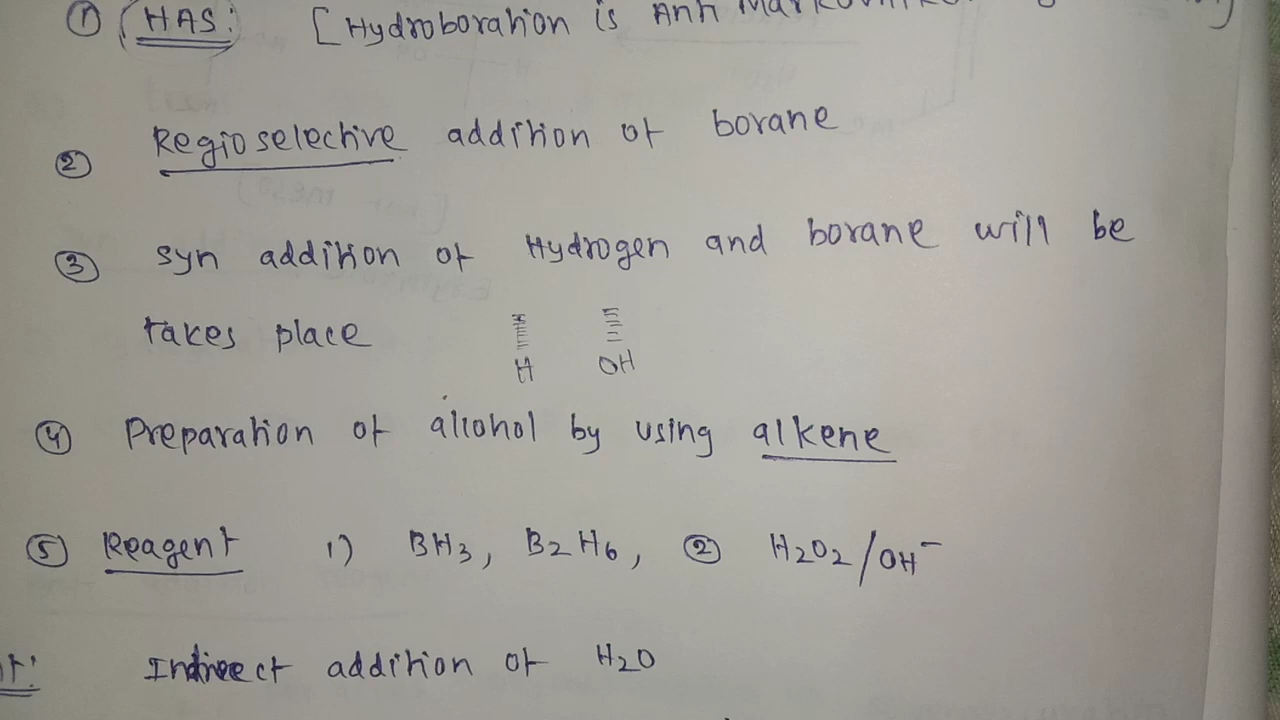 ① (HAS: [Hydroboration is Anti
② Regioselective addition of borane
③ syn addition of Hydrogen and borane will be
takes place
H OH
④ Preparation of alcohol by using alkene
⑤ Reagent 1) BH3, B2H6, ② H2O2/OH⁻
Indirect addition of H2O